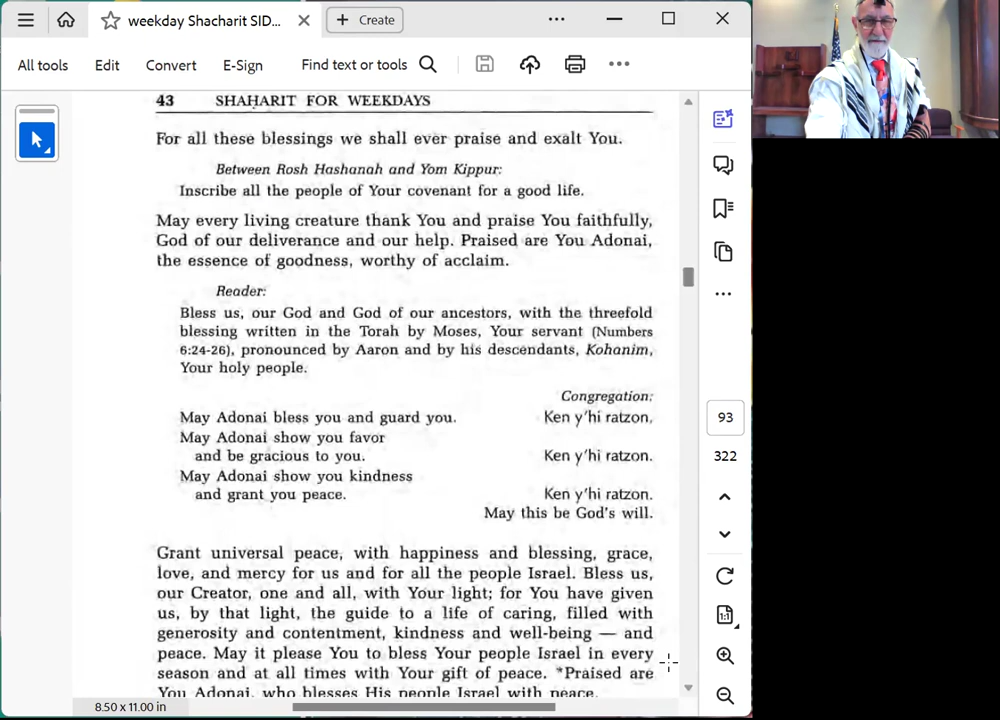 weekday Shacharit SID...
Create
All tools
Edit
Convert
E-Sign
Find text or tools
43 SHAḤARIT FOR WEEKDAYS
For all these blessings we shall ever praise and exalt You.
Between Rosh Hashanah and Yom Kippur:
Inscribe all the people of Your covenant for a good life.
May every living creature thank You and praise You faithfully,
God of our deliverance and our help. Praised are You Adonai,
the essence of goodness, worthy of acclaim.
Reader:
Bless us, our God and God of our ancestors, with the threefold
blessing written in the Torah by Moses, Your servant (Numbers
6:24-26), pronounced by Aaron and by his descendants, Kohanim,
Your holy people.
Congregation:
May Adonai bless you and guard you. Ken y'hi ratzon.
May Adonai show you favor
and be gracious to you. Ken y'hi ratzon.
May Adonai show you kindness
and grant you peace. Ken y'hi ratzon.
May this be God's will.
Grant universal peace, with happiness and blessing, grace,
love, and mercy for us and for all the people Israel. Bless us,
our Creator, one and all, with Your light; for You have given
us, by that light, the guide to a life of caring, filled with
generosity and contentment, kindness and well-being — and
peace. May it please You to bless Your people Israel in every
season and at all times with Your gift of peace. *Praised are
You Adonai, who blesses His people Israel with peace.
93
322
1:1
8.50 x 11.00 in